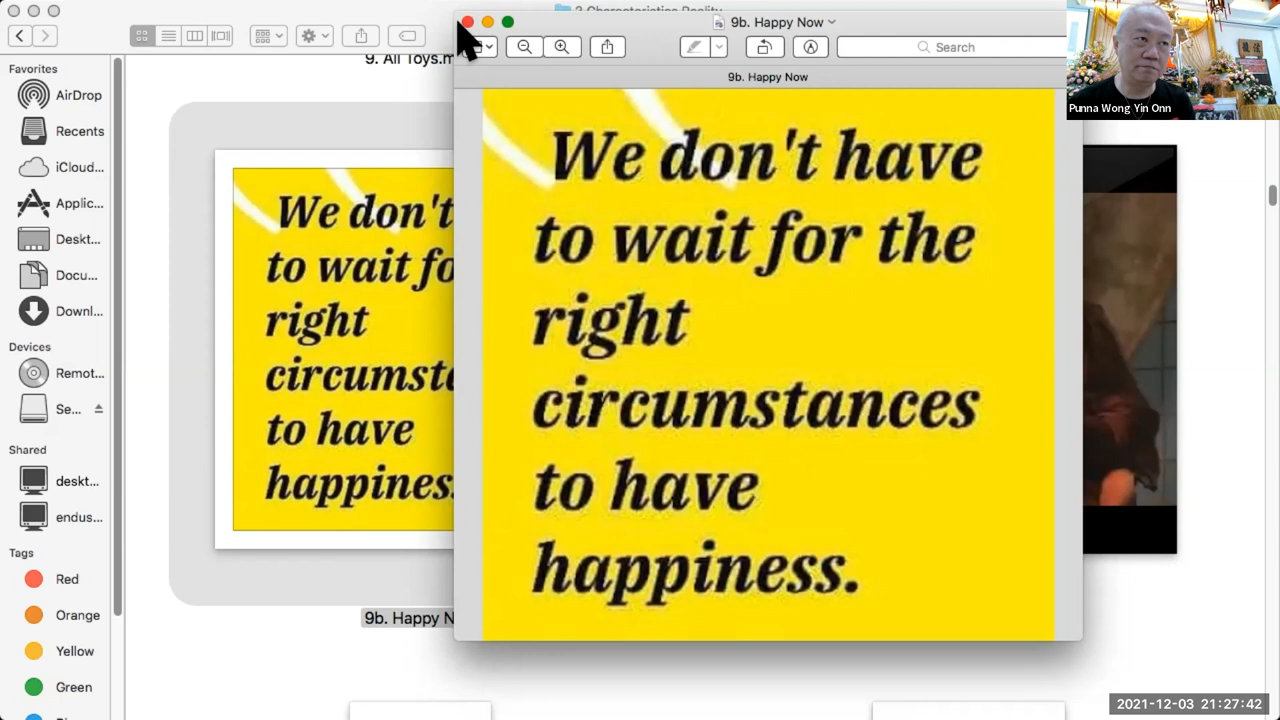 3 Characteristics Reality
9b. Happy Now
Search
9b. Happy Now
Punna Wong Yin Onn
Favorites
AirDrop
Recents
iCloud...
Applic...
Deskt...
Docu...
Downl...
Devices
Remot...
Se...
Shared
deskt...
endus...
Tags
Red
Orange
Yellow
Green
9. All Toys.m
We don't
to wait fo
right
circumst
to have
happines
9b. Happy N
We don't have
to wait for the
right
circumstances
to have
happiness.
2021-12-03 21:27:42